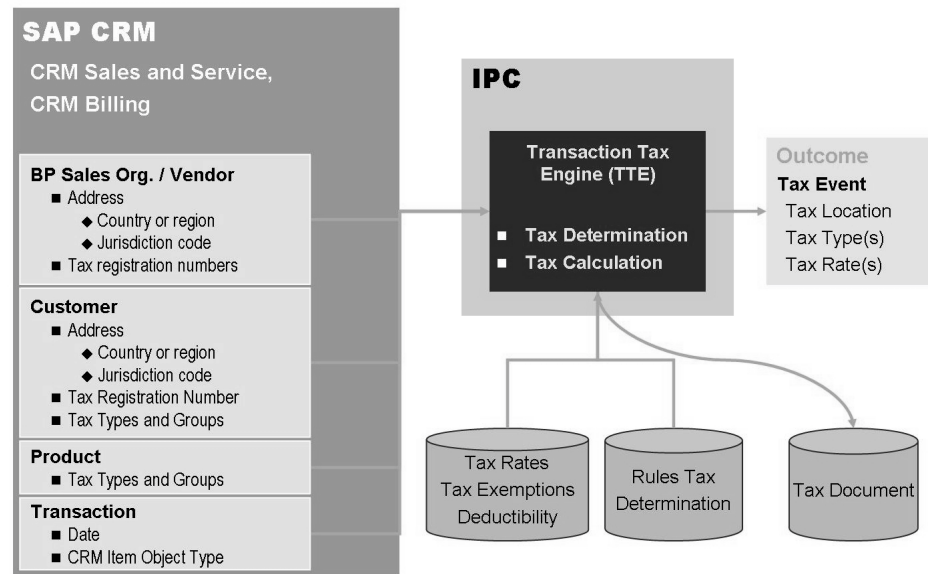 SAP CRM
CRM Sales and Service,
CRM Billing
BP Sales Org. / Vendor
■ Address
◆ Country or region
◆ Jurisdiction code
■ Tax registration numbers
Customer
■ Address
◆ Country or region
◆ Jurisdiction code
■ Tax Registration Number
■ Tax Types and Groups
Product
■ Tax Types and Groups
Transaction
■ Date
■ CRM Item Object Type
IPC
Transaction Tax
Engine (TTE)
■ Tax Determination
■ Tax Calculation
Outcome
Tax Event
Tax Location
Tax Type(s)
Tax Rate(s)
Tax Rates
Tax Exemptions
Deductibility
Rules Tax
Determination
Tax Document